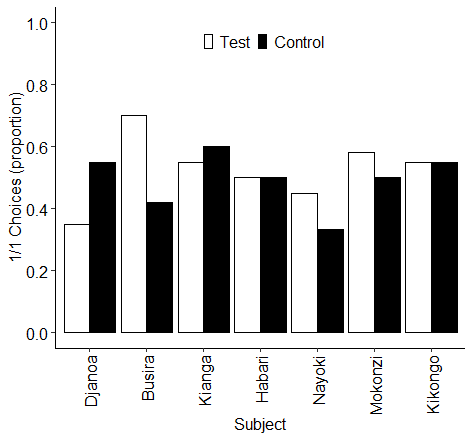 1.0
0.8
0.6
0.4
0.2
0.0
1/1 Choices (proportion)
Test Control
Djanoa
Busira
Kianga
Habari
Nayoki
Mokonzi
Kikongo
Subject